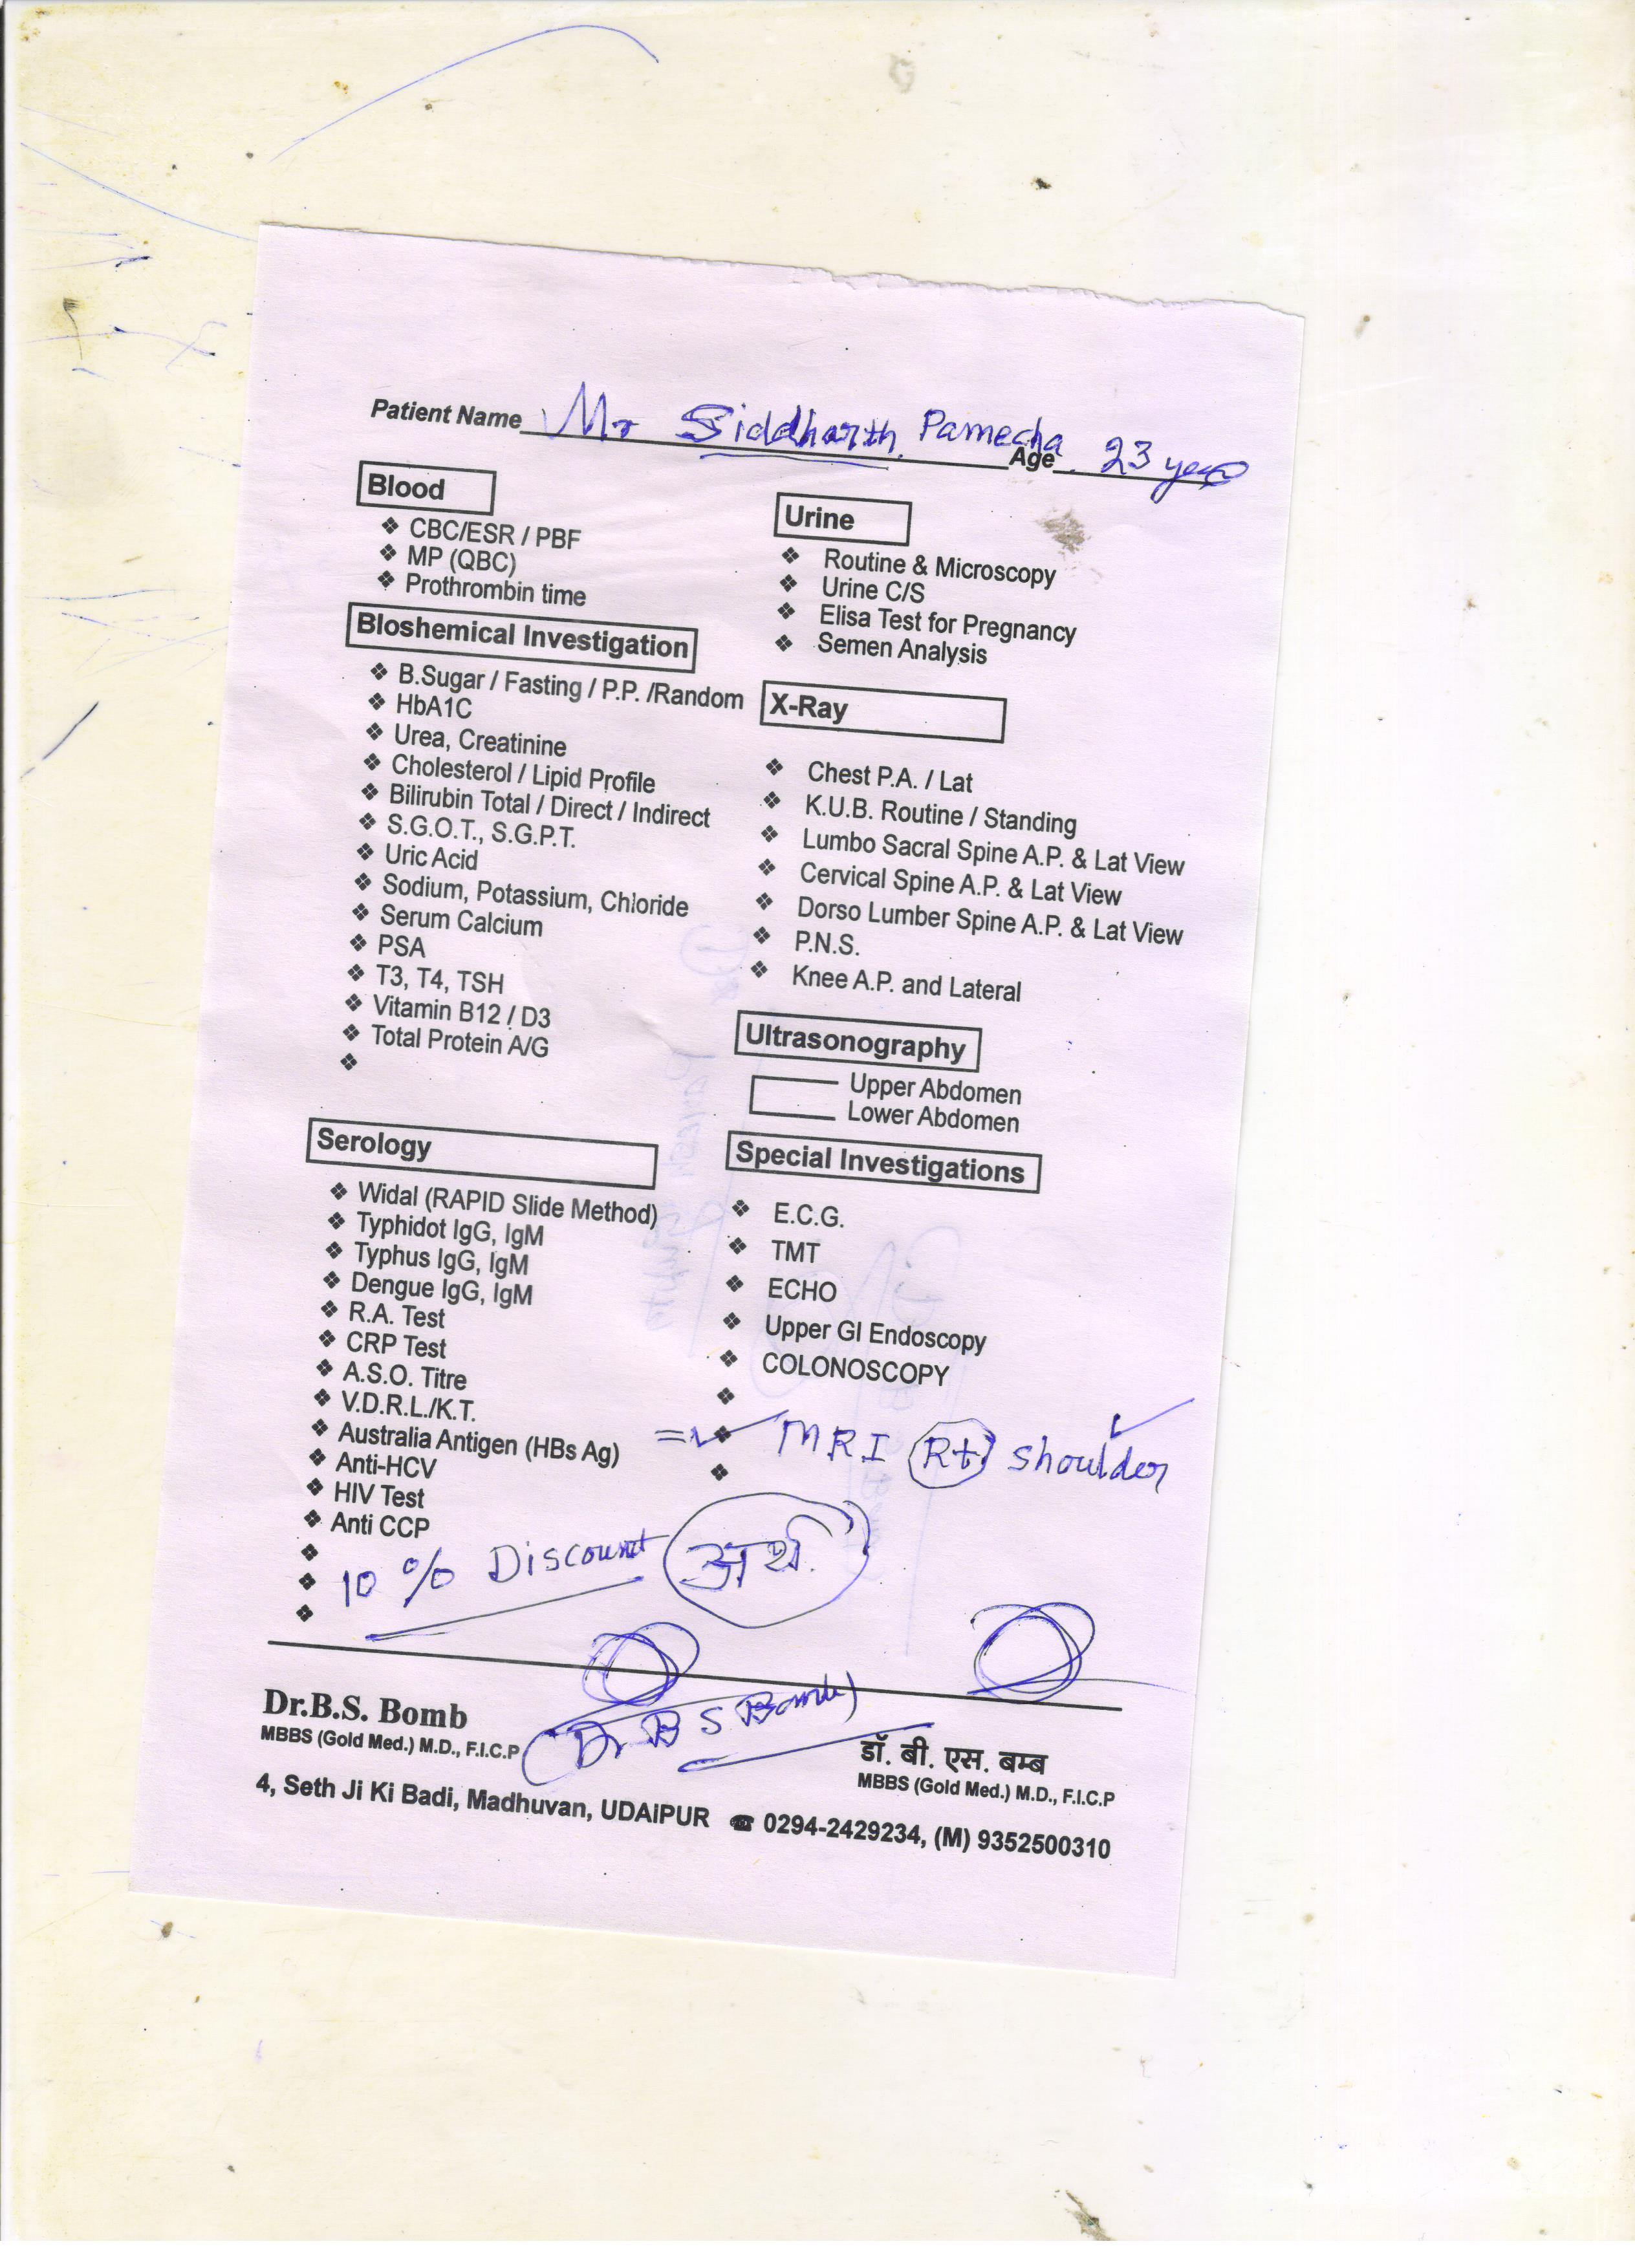 Patient Name Mr Siddharth Pamecha Age 23 years
Blood
❖ CBC/ESR / PBF
❖ MP (QBC)
❖ Prothrombin time
Bloshemical Investigation
❖ B.Sugar / Fasting / P.P. /Random
❖ HbA1C
❖ Urea, Creatinine
❖ Cholesterol / Lipid Profile
❖ Bilirubin Total / Direct / Indirect
❖ S.G.O.T., S.G.P.T.
❖ Uric Acid
❖ Sodium, Potassium, Chloride
❖ Serum Calcium
❖ PSA
❖ T3, T4, TSH
❖ Vitamin B12 / D3
❖ Total Protein A/G
❖
Serology
❖ Widal (RAPID Slide Method)
❖ Typhidot IgG, IgM
❖ Typhus IgG, IgM
❖ Dengue IgG, IgM
❖ R.A. Test
❖ CRP Test
❖ A.S.O. Titre
❖ V.D.R.L./K.T.
❖ Australia Antigen (HBs Ag)
❖ Anti-HCV
❖ HIV Test
❖ Anti CCP
❖
❖
❖
Urine
❖ Routine & Microscopy
❖ Urine C/S
❖ Elisa Test for Pregnancy
❖ Semen Analysis
X-Ray
❖ Chest P.A. / Lat
❖ K.U.B. Routine / Standing
❖ Lumbo Sacral Spine A.P. & Lat View
❖ Cervical Spine A.P. & Lat View
❖ Dorso Lumber Spine A.P. & Lat View
❖ P.N.S.
❖ Knee A.P. and Lateral
Ultrasonography
Upper Abdomen
Lower Abdomen
Special Investigations
❖ E.C.G.
❖ TMT
❖ ECHO
❖ Upper GI Endoscopy
❖ COLONOSCOPY
❖
❖ MRI Rt shoulder
❖
10 % Discount अर्थ
(Dr B S Bomb)
Dr.B.S. Bomb
MBBS (Gold Med.) M.D., F.I.C.P
डॉ. बी. एस. बम्ब
MBBS (Gold Med.) M.D., F.I.C.P
4, Seth Ji Ki Badi, Madhuvan, UDAiPUR ☎ 0294-2429234, (M) 9352500310